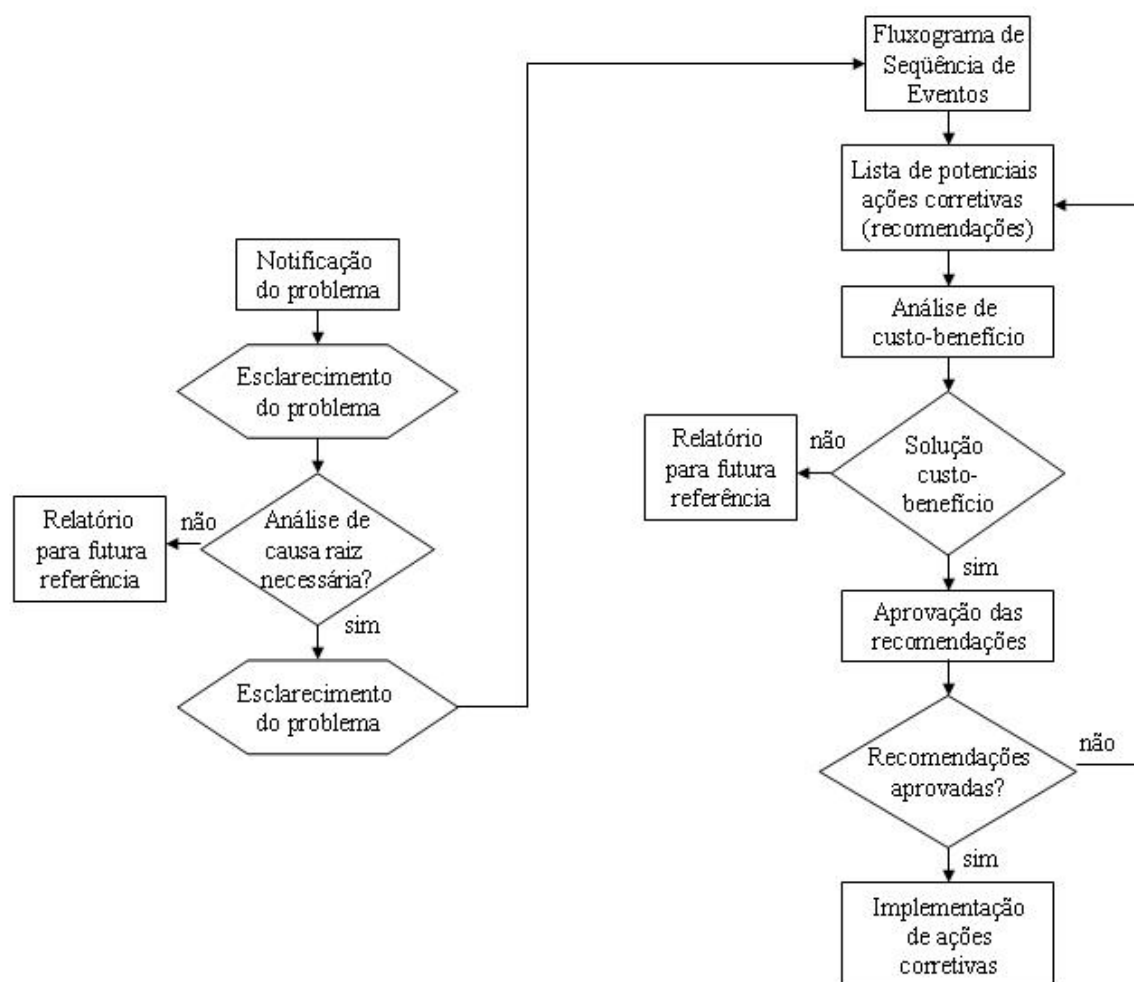 Notificação
do problema
Esclarecimento
do problema
Análise de
causa raiz
necessária?
não
Relatório
para futura
referência
sim
Esclarecimento
do problema
Fluxograma de
Seqüência de
Eventos
Lista de potenciais
ações corretivas
(recomendações)
Análise de
custo-benefício
Solução
custo-
benefício
não
Relatório
para futura
referência
sim
Aprovação das
recomendações
Recomendações
aprovadas?
não
sim
Implementação
de ações
corretivas